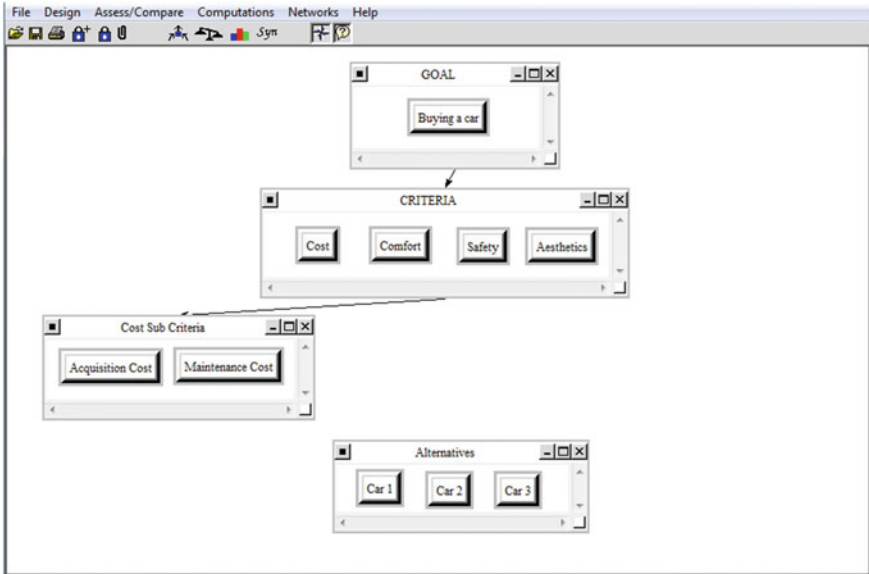 File Design Assess/Compare Computations Networks Help
Syn
GOAL
Buying a car
CRITERIA
Cost Comfort Safety Aesthetics
Cost Sub Criteria
Acquisition Cost Maintenance Cost
Alternatives
Car 1 Car 2 Car 3